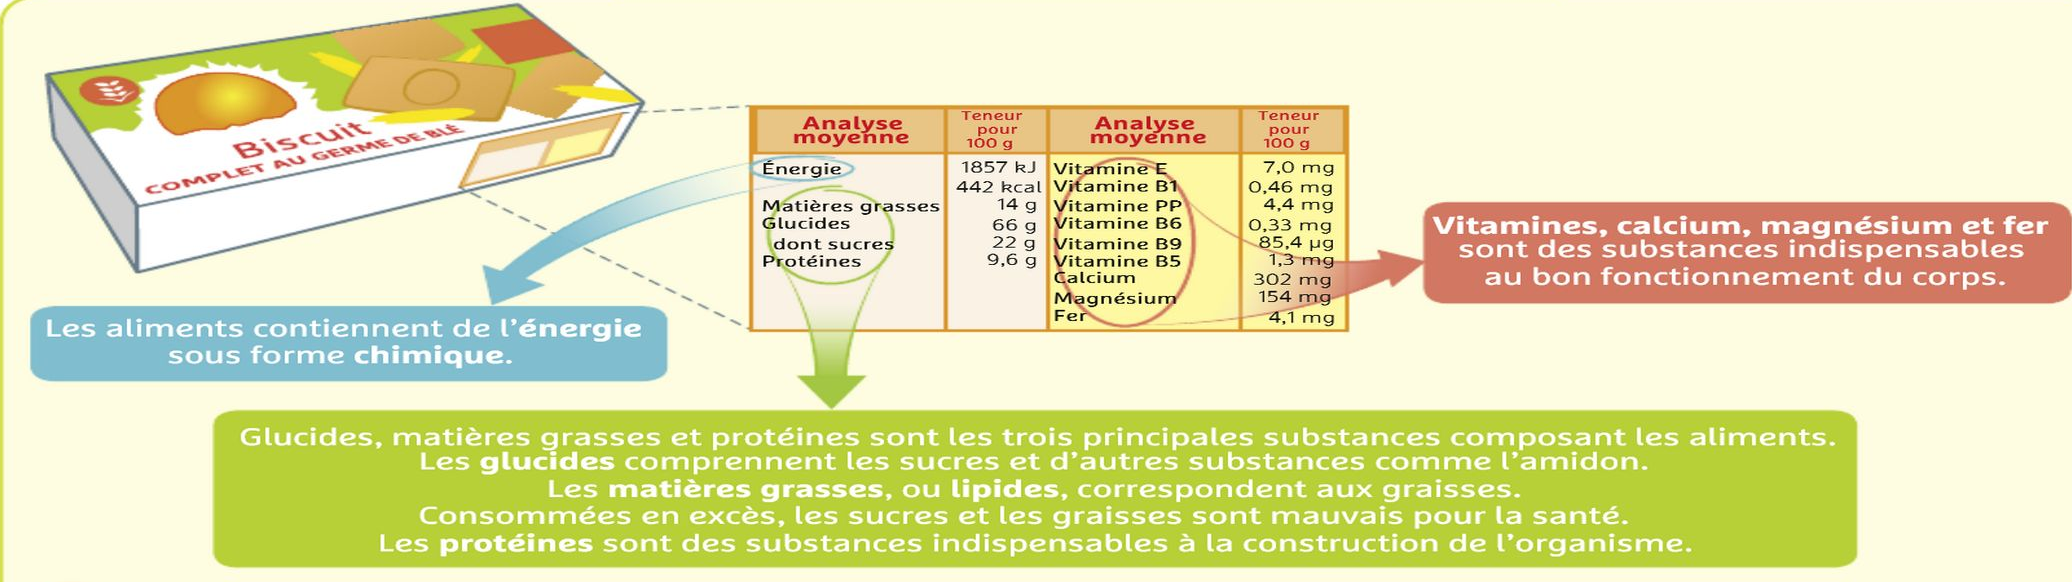 Biscuit
COMPLET AU GERME DE BLÉ
Analyse moyenne
Teneur pour 100 g
Analyse moyenne
Teneur pour 100 g
Énergie 1857 kJ Vitamine E 7,0 mg
442 kcal Vitamine B1 0,46 mg
Matières grasses 14 g Vitamine PP 4,4 mg
Glucides 66 g Vitamine B6 0,33 mg
dont sucres 22 g Vitamine B9 85,4 µg
Protéines 9,6 g Vitamine B5 1,3 mg
Calcium 302 mg
Magnésium 154 mg
Fer 4,1 mg
Vitamines, calcium, magnésium et fer
sont des substances indispensables
au bon fonctionnement du corps.
Les aliments contiennent de l'énergie
sous forme chimique.
Glucides, matières grasses et protéines sont les trois principales substances composant les aliments.
Les glucides comprennent les sucres et d'autres substances comme l'amidon.
Les matières grasses, ou lipides, correspondent aux graisses.
Consommées en excès, les sucres et les graisses sont mauvais pour la santé.
Les protéines sont des substances indispensables à la construction de l'organisme.